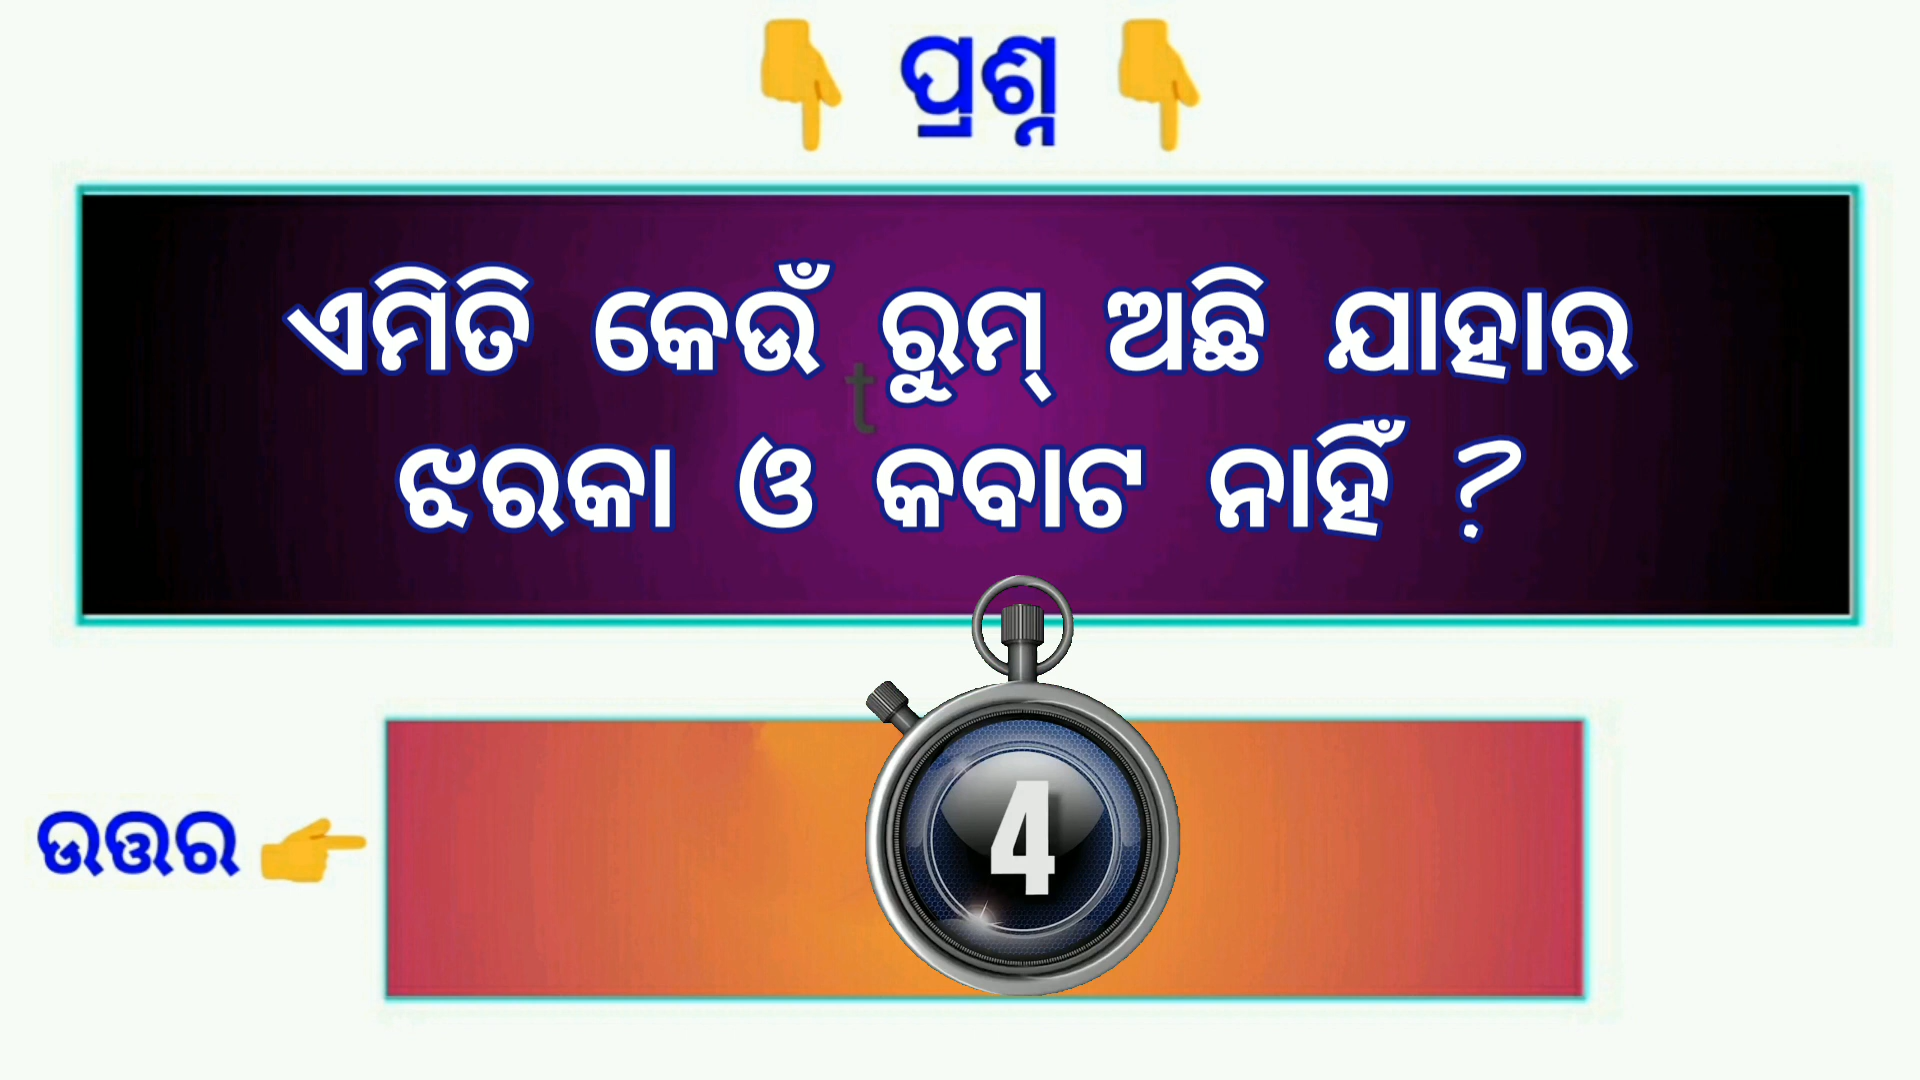 ପ୍ରଶ୍ନ
ଏମିତି କେଉଁ ରୁମ୍ ଅଛି ଯାହାର
t
ଝରକା ଓ କବାଟ ନାହିଁ ?
4
ଉତ୍ତର